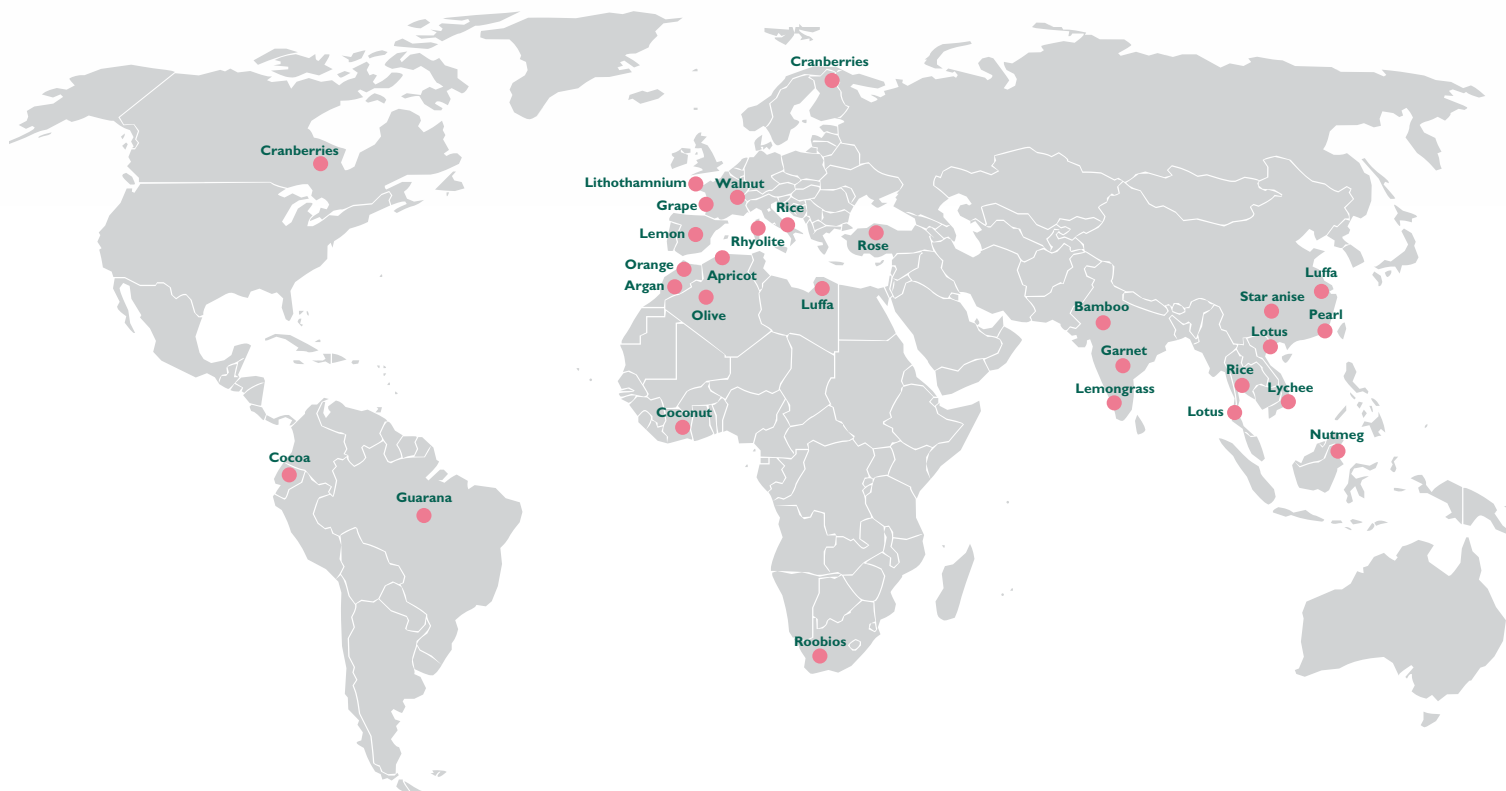 Cranberries
Cranberries
Lithothamnium
Walnut
Grape
Rice
Lemon
Rhyolite
Rose
Orange
Apricot
Argan
Olive
Luffa
Luffa
Star anise
Bamboo
Pearl
Lotus
Garnet
Rice
Lychee
Lemongrass
Lotus
Coconut
Nutmeg
Cocoa
Guarana
Roobios